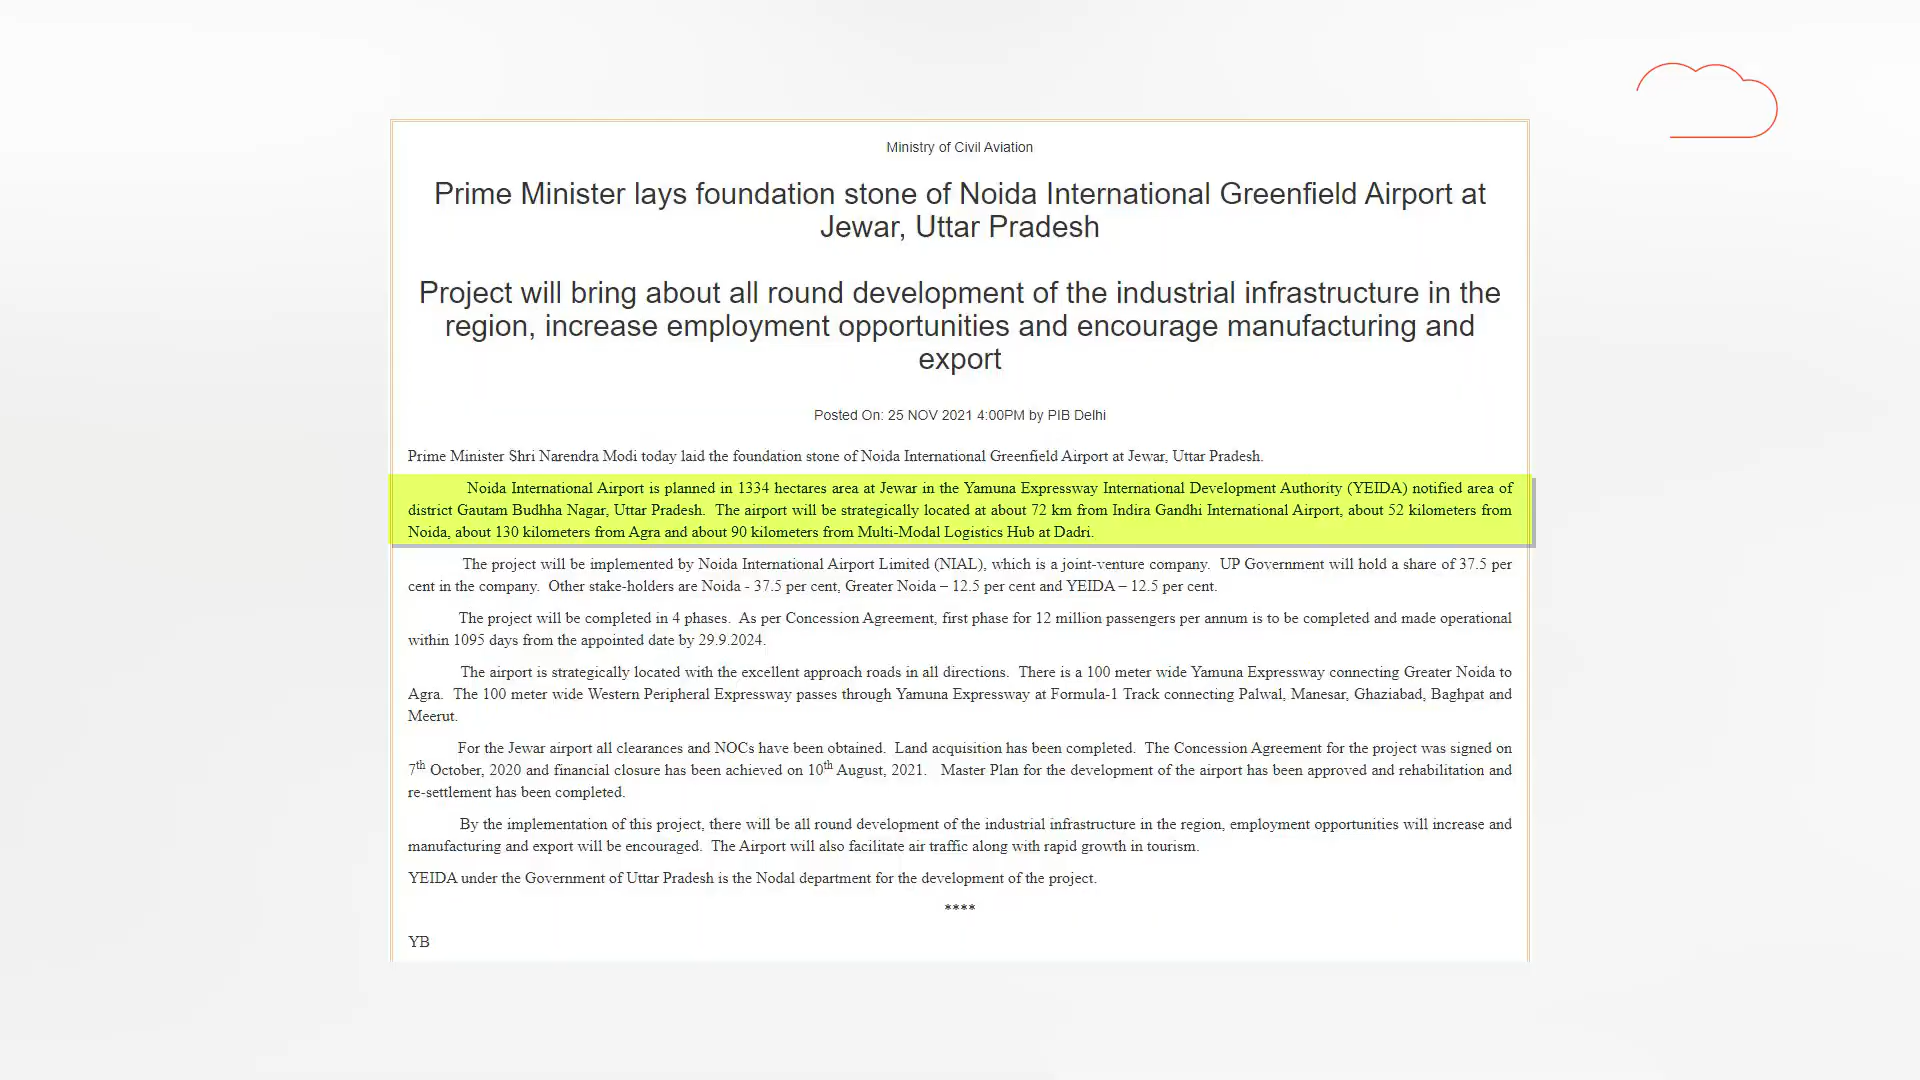 Ministry of Civil Aviation
Prime Minister lays foundation stone of Noida International Greenfield Airport at
Jewar, Uttar Pradesh
Project will bring about all round development of the industrial infrastructure in the
region, increase employment opportunities and encourage manufacturing and
export
Posted On: 25 NOV 2021 4:00PM by PIB Delhi
Prime Minister Shri Narendra Modi today laid the foundation stone of Noida International Greenfield Airport at Jewar, Uttar Pradesh.
Noida International Airport is planned in 1334 hectares area at Jewar in the Yamuna Expressway International Development Authority (YEIDA) notified area of
district Gautam Budhha Nagar, Uttar Pradesh. The airport will be strategically located at about 72 km from Indira Gandhi International Airport, about 52 kilometers from
Noida, about 130 kilometers from Agra and about 90 kilometers from Multi-Modal Logistics Hub at Dadri.
The project will be implemented by Noida International Airport Limited (NIAL), which is a joint-venture company. UP Government will hold a share of 37.5 per
cent in the company. Other stake-holders are Noida - 37.5 per cent, Greater Noida – 12.5 per cent and YEIDA – 12.5 per cent.
The project will be completed in 4 phases. As per Concession Agreement, first phase for 12 million passengers per annum is to be completed and made operational
within 1095 days from the appointed date by 29.9.2024.
The airport is strategically located with the excellent approach roads in all directions. There is a 100 meter wide Yamuna Expressway connecting Greater Noida to
Agra. The 100 meter wide Western Peripheral Expressway passes through Yamuna Expressway at Formula-1 Track connecting Palwal, Manesar, Ghaziabad, Baghpat and
Meerut.
For the Jewar airport all clearances and NOCs have been obtained. Land acquisition has been completed. The Concession Agreement for the project was signed on
7th October, 2020 and financial closure has been achieved on 10th August, 2021. Master Plan for the development of the airport has been approved and rehabilitation and
re-settlement has been completed.
By the implementation of this project, there will be all round development of the industrial infrastructure in the region, employment opportunities will increase and
manufacturing and export will be encouraged. The Airport will also facilitate air traffic along with rapid growth in tourism.
YEIDA under the Government of Uttar Pradesh is the Nodal department for the development of the project.
****
YB